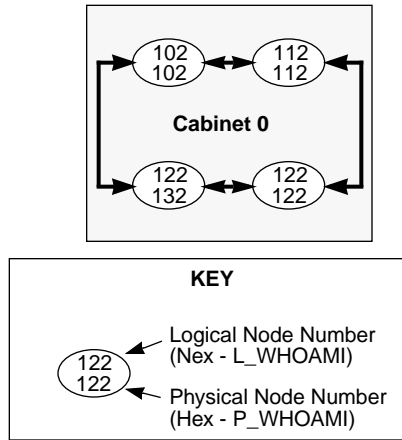 102
102
112
112
Cabinet 0
122
132
122
122
KEY
122
122
Logical Node Number
(Nex - L_WHOAMI)
Physical Node Number
(Hex - P_WHOAMI)